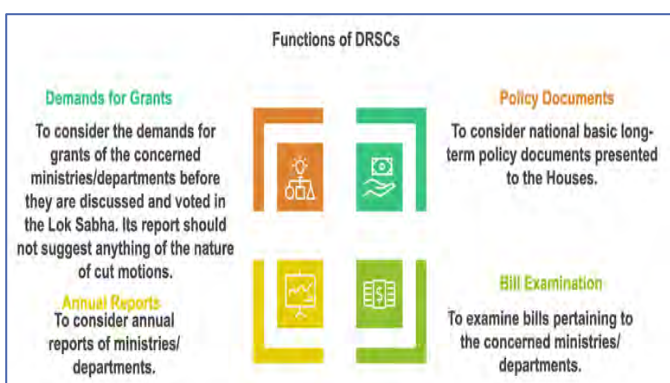 Functions of DRSCs
Demands for Grants
To consider the demands for
grants of the concerned
ministries/departments before
they are discussed and voted in
the Lok Sabha. Its report should
not suggest anything of the nature
of cut motions.
Annual Reports
To consider annual
reports of ministries/
departments.
Policy Documents
To consider national basic long-
term policy documents presented
to the Houses.
Bill Examination
To examine bills pertaining to
the concerned ministries/
departments.